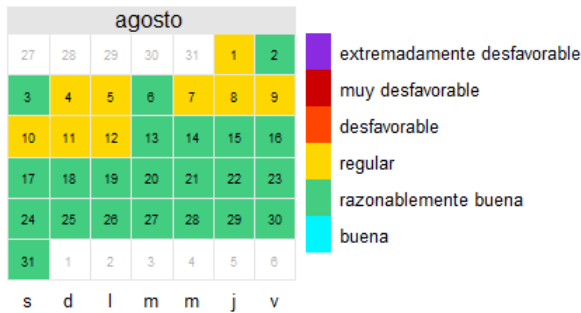 agosto
27 28 29 30 31 1 2
3 4 5 6 7 8 9
10 11 12 13 14 15 16
17 18 19 20 21 22 23
24 25 26 27 28 29 30
31 1 2 3 4 5 6
s d l m m j v
extremadamente desfavorable
muy desfavorable
desfavorable
regular
razonablemente buena
buena